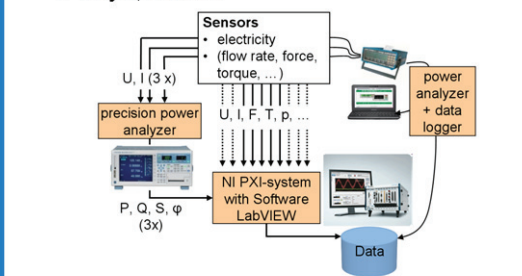 Sensors
• electricity
• (flow rate, force,
torque, ...)
U, I (3 x)
precision power
analyzer
U, I, F, T, p, ...
power
analyzer
+ data
logger
P, Q, S, φ
(3x)
NI PXI-system
with Software
LabVIEW
Data